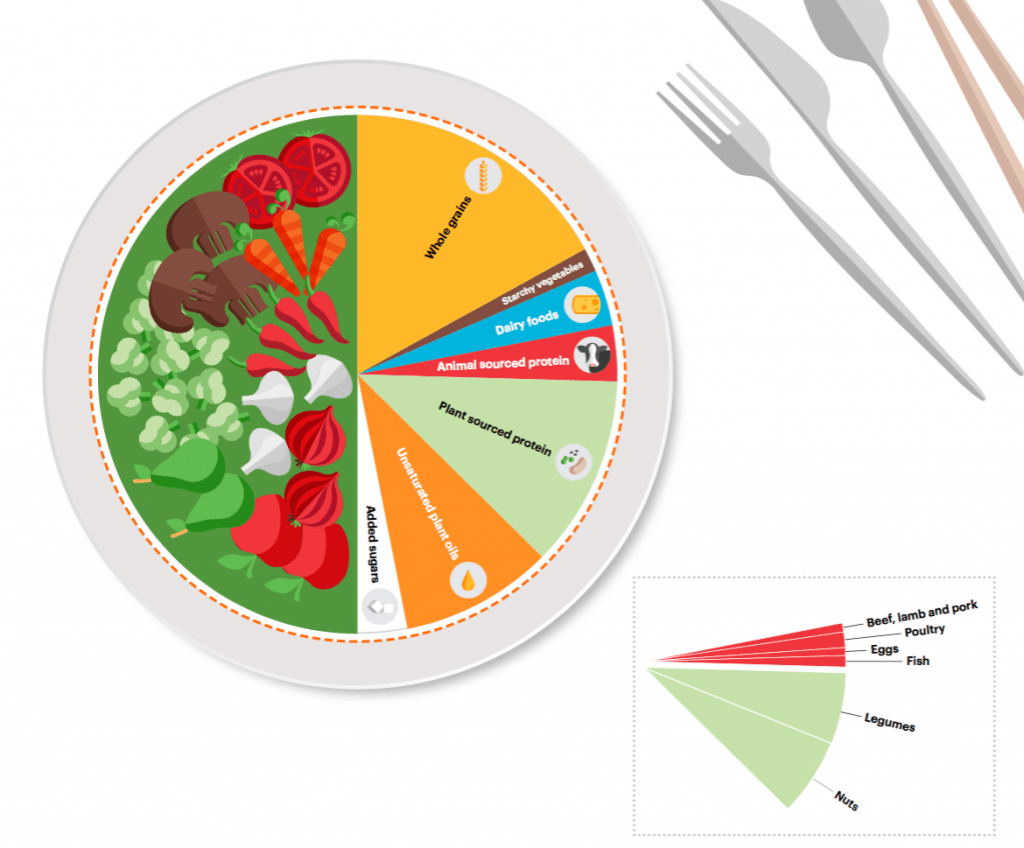 Whole grains
Starchy vegetables
Dairy foods
Animal sourced protein
Plant sourced protein
Unsaturated plant oils
Added sugars
Beef, lamb and pork
Poultry
Eggs
Fish
Legumes
Nuts